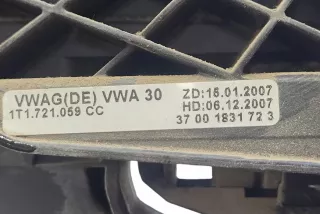 VWAG(DE) VWA 30 ZD:15.01.2007
1T1.721.059 CC HD:06.12.2007
37 00 1831 72 3